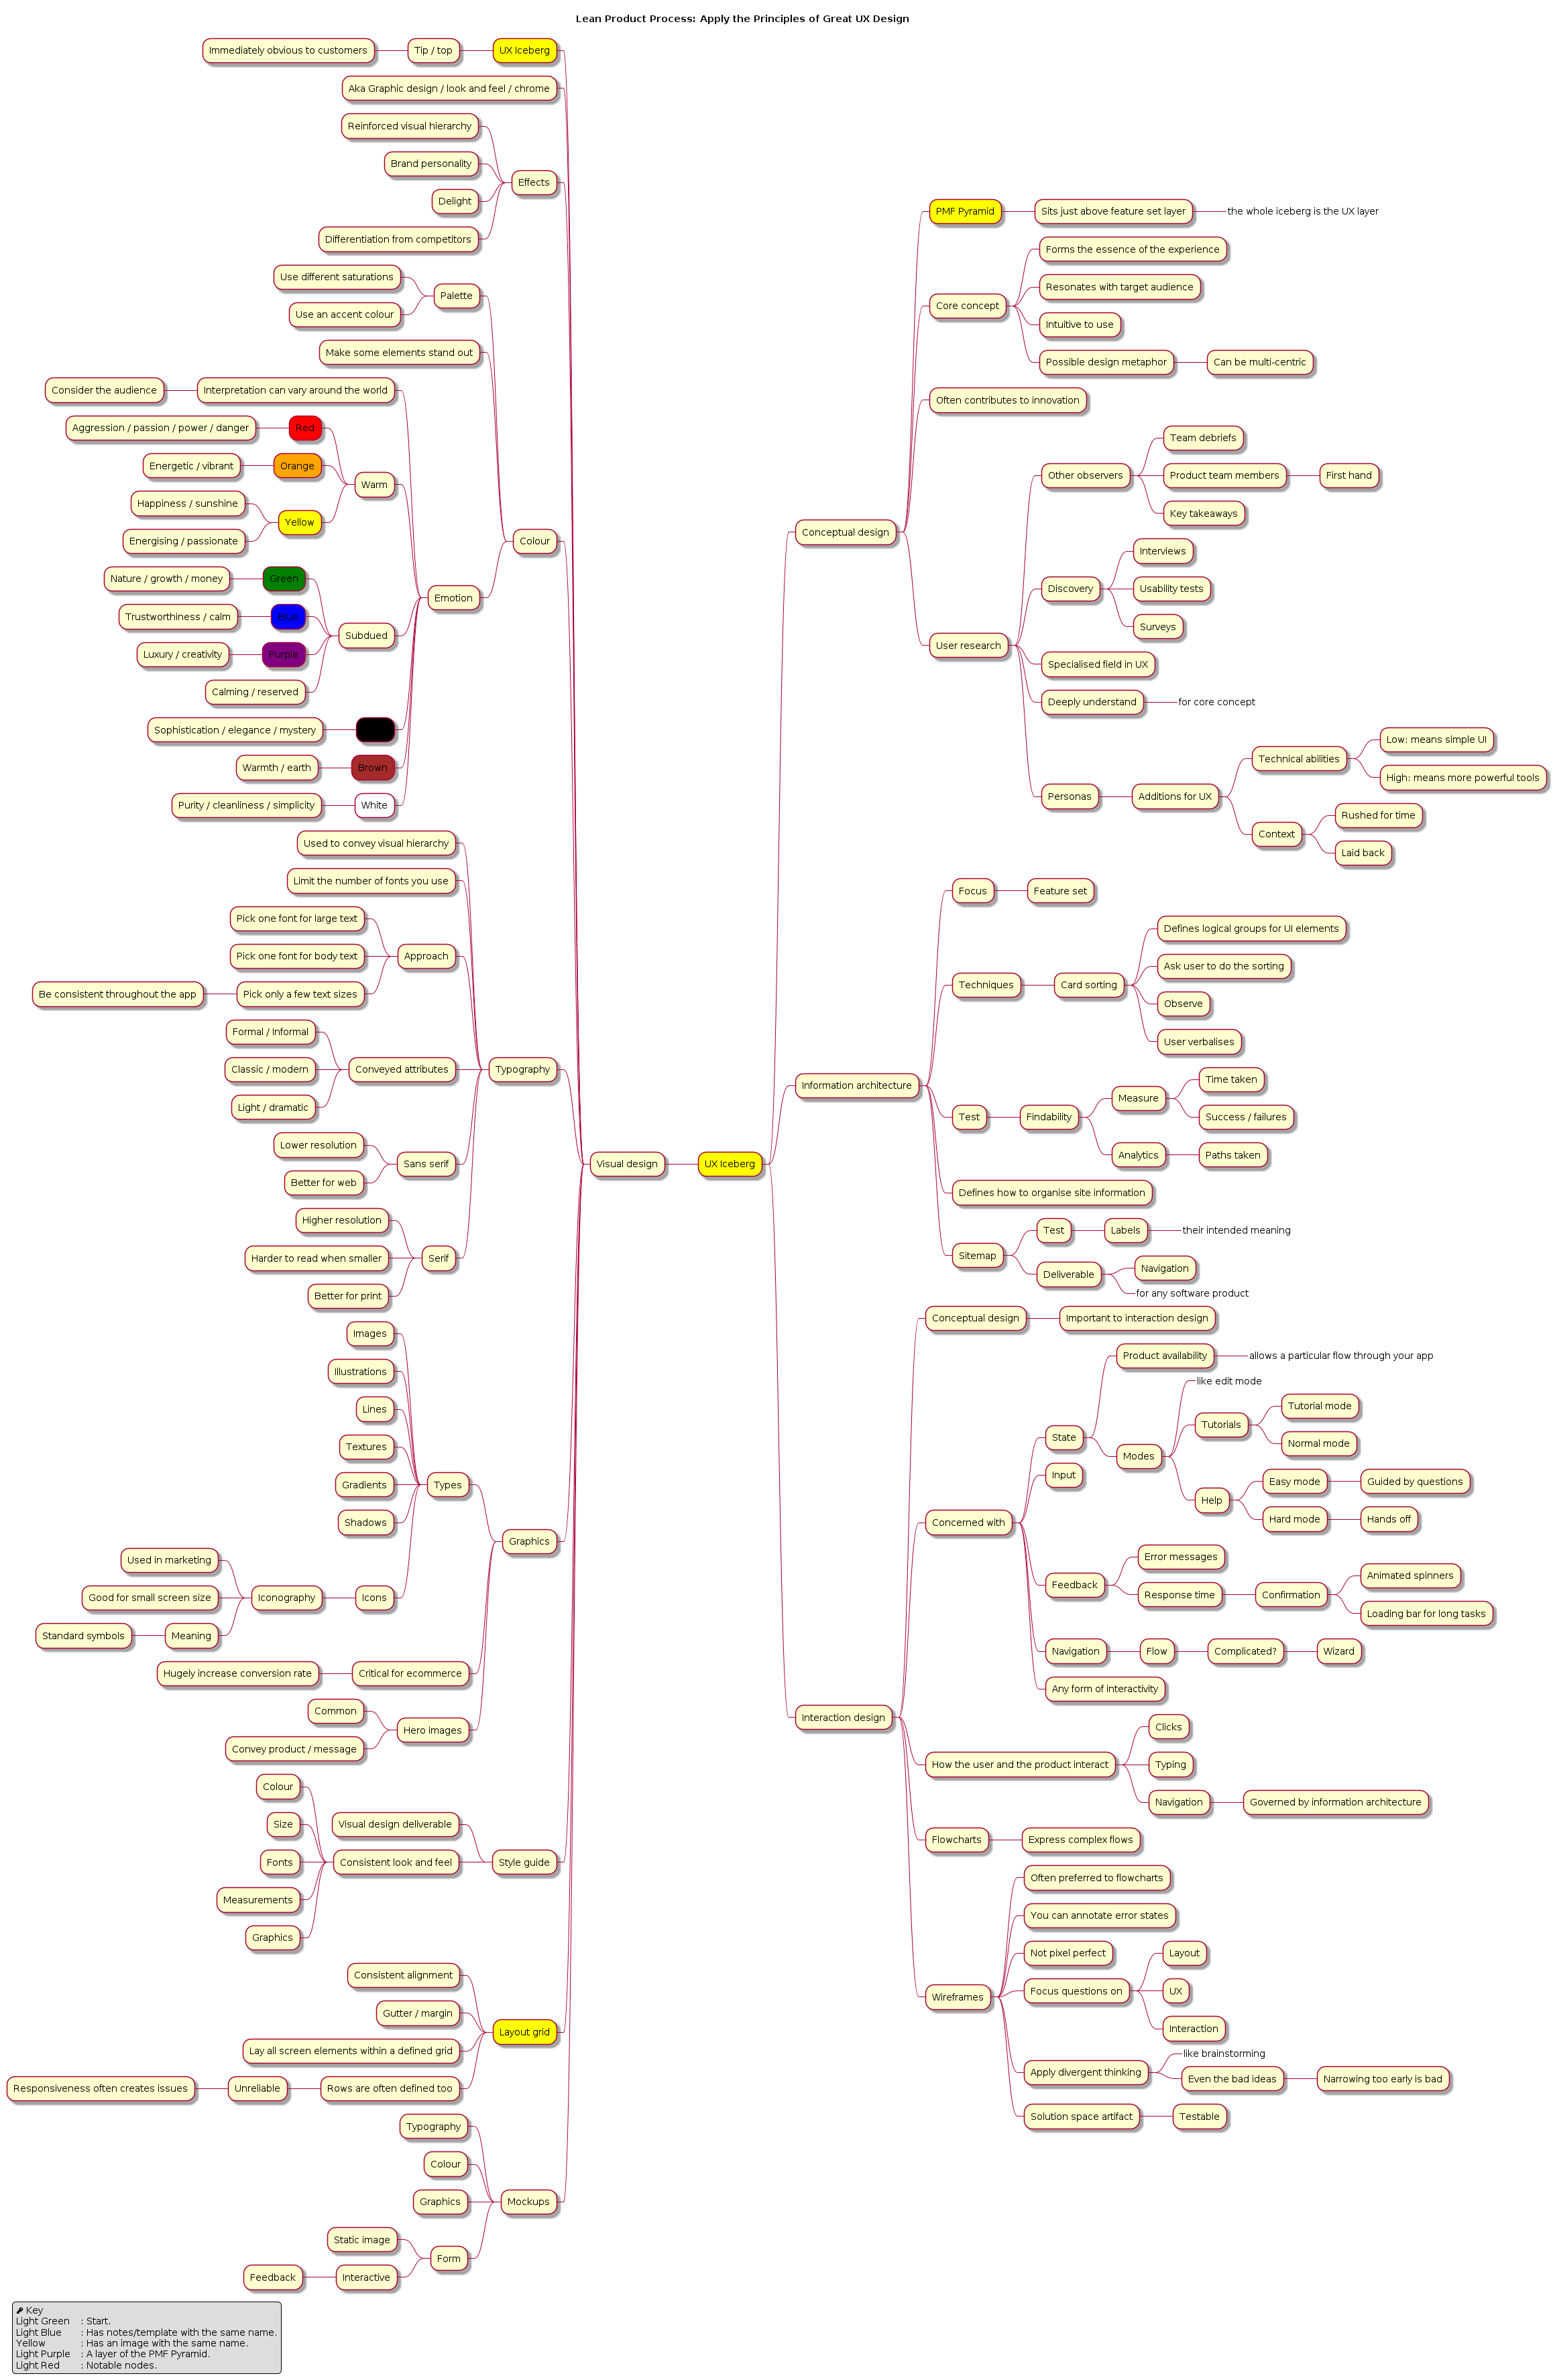 Lean Product Process: Apply the Principles of Great UX Design
UX Iceberg
Tip / top
Immediately obvious to customers
Aka Graphic design / look and feel / chrome
Reinforced visual hierarchy
Brand personality
Effects
Delight
Differentiation from competitors
Use different saturations
Palette
Use an accent colour
Make some elements stand out
Consider the audience
Interpretation can vary around the world
Aggression / passion / power / danger
Red
Energetic / vibrant
Orange
Warm
Happiness / sunshine
Yellow
Energising / passionate
Colour
Nature / growth / money
Green
Emotion
Trustworthiness / calm
Blue
Subdued
Luxury / creativity
Purple
Calming / reserved
Sophistication / elegance / mystery
Warmth / earth
Brown
Purity / cleanliness / simplicity
White
Used to convey visual hierarchy
Limit the number of fonts you use
Pick one font for large text
Pick one font for body text
Approach
Be consistent throughout the app
Pick only a few text sizes
Formal / Informal
Classic / modern
Conveyed attributes
Typography
Light / dramatic
Lower resolution
Sans serif
Better for web
Higher resolution
Harder to read when smaller
Serif
Better for print
Images
Illustrations
Lines
Textures
Gradients
Types
Shadows
Graphics
Used in marketing
Good for small screen size
Iconography
Icons
Standard symbols
Meaning
Hugely increase conversion rate
Critical for ecommerce
Common
Hero images
Convey product / message
Colour
Size
Visual design deliverable
Fonts
Consistent look and feel
Style guide
Measurements
Graphics
Consistent alignment
Gutter / margin
Layout grid
Lay all screen elements within a defined grid
Responsiveness often creates issues
Unreliable
Rows are often defined too
Typography
Colour
Graphics
Mockups
Static image
Form
Feedback
Interactive
Visual design
UX Iceberg
PMF Pyramid
Sits just above feature set layer
the whole iceberg is the UX layer
Forms the essence of the experience
Resonates with target audience
Core concept
Intuitive to use
Possible design metaphor
Can be multi-centric
Often contributes to innovation
Team debriefs
Other observers
Product team members
First hand
Key takeaways
Conceptual design
Interviews
Discovery
Usability tests
Surveys
User research
Specialised field in UX
Deeply understand
for core concept
Low: means simple UI
Technical abilities
High: means more powerful tools
Personas
Additions for UX
Rushed for time
Context
Laid back
Focus
Feature set
Defines logical groups for UI elements
Ask user to do the sorting
Techniques
Card sorting
Observe
User verbalises
Information architecture
Time taken
Measure
Success / failures
Test
Findability
Analytics
Paths taken
Defines how to organise site information
Test
Labels
their intended meaning
Sitemap
Navigation
Deliverable
for any software product
Conceptual design
Important to interaction design
Product availability
allows a particular flow through your app
like edit mode
Tutorial mode
Tutorials
Normal mode
State
Modes
Input
Easy mode
Guided by questions
Help
Hard mode
Hands off
Concerned with
Error messages
Feedback
Animated spinners
Response time
Confirmation
Loading bar for long tasks
Navigation
Flow
Complicated?
Wizard
Any form of interactivity
Interaction design
Clicks
How the user and the product interact
Typing
Navigation
Governed by information architecture
Flowcharts
Express complex flows
Often preferred to flowcharts
You can annotate error states
Not pixel perfect
Layout
Wireframes
Focus questions on
UX
Interaction
like brainstorming
Apply divergent thinking
Even the bad ideas
Narrowing too early is bad
Solution space artifact
Testable
Key
Light Green : Start.
Light Blue : Has notes/template with the same name.
Yellow : Has an image with the same name.
Light Purple : A layer of the PMF Pyramid.
Light Red : Notable nodes.